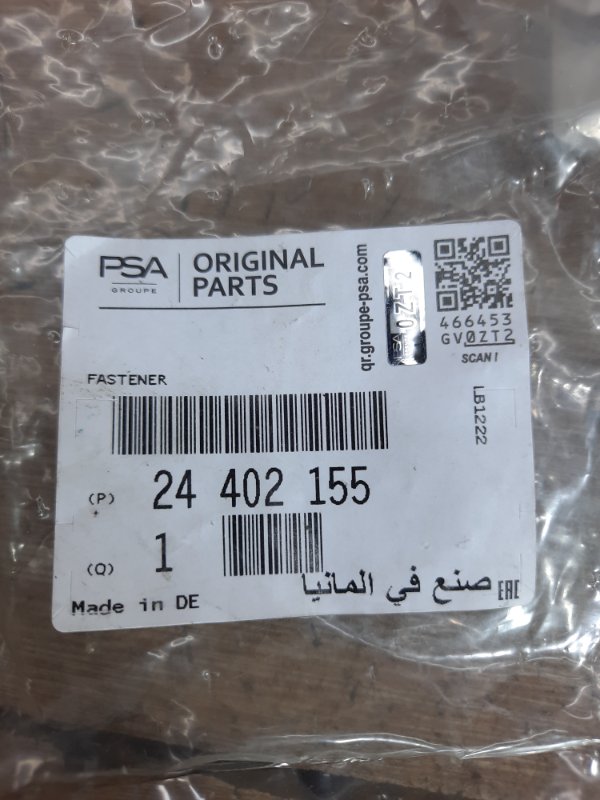 PSA
GROUPE
ORIGINAL
PARTS
qr.groupe-psa.com
0ZT2
466453
GV0ZT2
SCAN!
FASTENER
LB1222
(P) 24 402 155
(Q) 1
Made in DE
صنع في المانيا
EAC